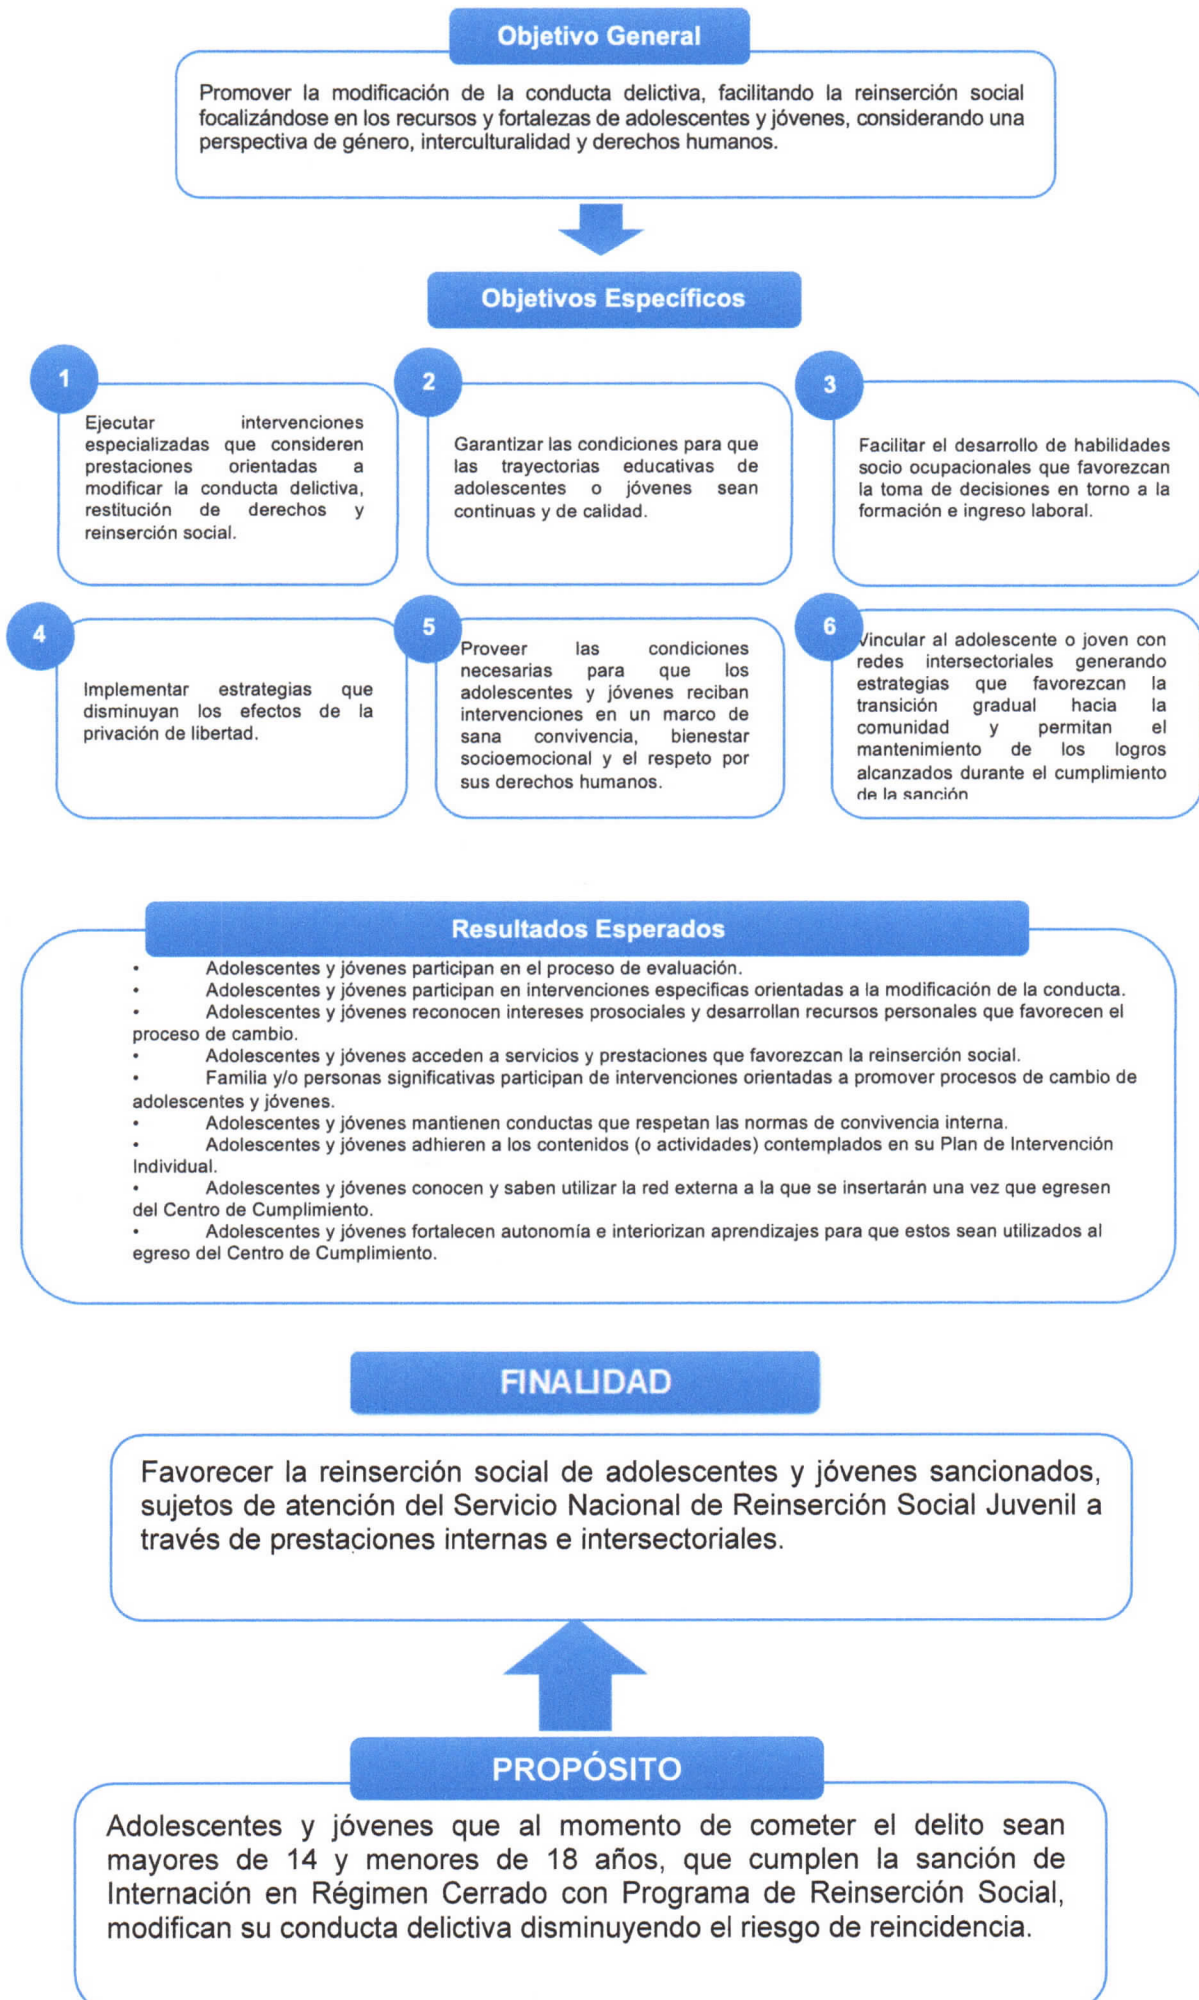 Objetivo General
Promover la modificación de la conducta delictiva, facilitando la reinserción social
focalizándose en los recursos y fortalezas de adolescentes y jóvenes, considerando una
perspectiva de género, interculturalidad y derechos humanos.
Objetivos Específicos
1
Ejecutar intervenciones
especializadas que consideren
prestaciones orientadas a
modificar la conducta delictiva,
restitución de derechos y
reinserción social.
2
Garantizar las condiciones para que
las trayectorias educativas de
adolescentes o jóvenes sean
continuas y de calidad.
3
Facilitar el desarrollo de habilidades
socio ocupacionales que favorezcan
la toma de decisiones en torno a la
formación e ingreso laboral.
4
Implementar estrategias que
disminuyan los efectos de la
privación de libertad.
5
Proveer las condiciones
necesarias para que los
adolescentes y jóvenes reciban
intervenciones en un marco de
sana convivencia, bienestar
socioemocional y el respeto por
sus derechos humanos.
6
Vincular al adolescente o joven con
redes intersectoriales generando
estrategias que favorezcan la
transición gradual hacia la
comunidad y permitan el
mantenimiento de los logros
alcanzados durante el cumplimiento
de la sanción
Resultados Esperados
• Adolescentes y jóvenes participan en el proceso de evaluación.
• Adolescentes y jóvenes participan en intervenciones especificas orientadas a la modificación de la conducta.
• Adolescentes y jóvenes reconocen intereses prosociales y desarrollan recursos personales que favorecen el
proceso de cambio.
• Adolescentes y jóvenes acceden a servicios y prestaciones que favorezcan la reinserción social.
• Familia y/o personas significativas participan de intervenciones orientadas a promover procesos de cambio de
adolescentes y jóvenes.
• Adolescentes y jóvenes mantienen conductas que respetan las normas de convivencia interna.
• Adolescentes y jóvenes adhieren a los contenidos (o actividades) contemplados en su Plan de Intervención
Individual.
• Adolescentes y jóvenes conocen y saben utilizar la red externa a la que se insertarán una vez que egresen
del Centro de Cumplimiento.
• Adolescentes y jóvenes fortalecen autonomía e interiorizan aprendizajes para que estos sean utilizados al
egreso del Centro de Cumplimiento.
FINALIDAD
Favorecer la reinserción social de adolescentes y jóvenes sancionados,
sujetos de atención del Servicio Nacional de Reinserción Social Juvenil a
través de prestaciones internas e intersectoriales.
PROPÓSITO
Adolescentes y jóvenes que al momento de cometer el delito sean
mayores de 14 y menores de 18 años, que cumplen la sanción de
Internación en Régimen Cerrado con Programa de Reinserción Social,
modifican su conducta delictiva disminuyendo el riesgo de reincidencia.